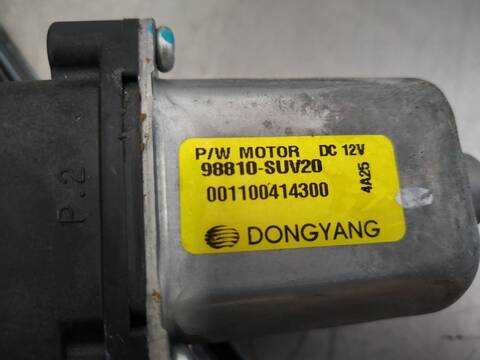 P/W MOTOR DC 12V
98810-SUV20
001100414300
4A25
DONGYANG
P.2